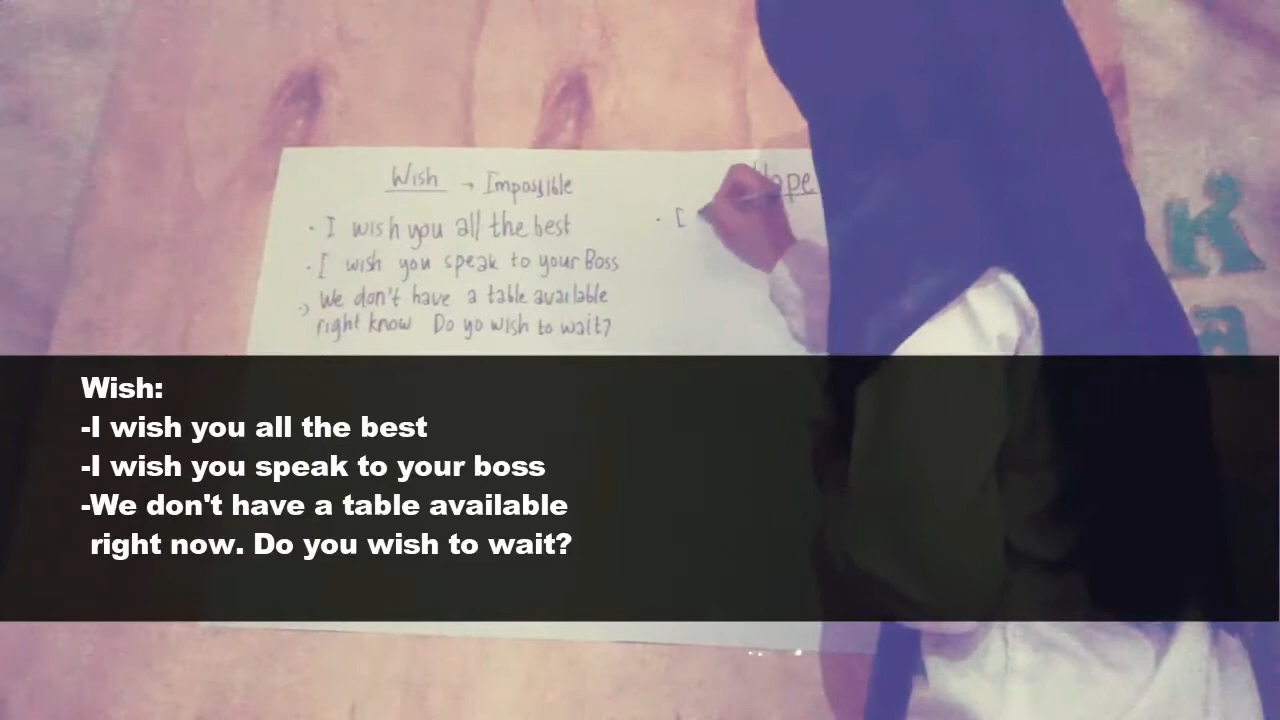 Wish → Impossible
Hope
· I wish you all the best
· I
· I wish you speak to your Boss
·) We don't have a table available
right know Do yo wish to wait?
K
a
Wish:
-I wish you all the best
-I wish you speak to your boss
-We don't have a table available
right now. Do you wish to wait?